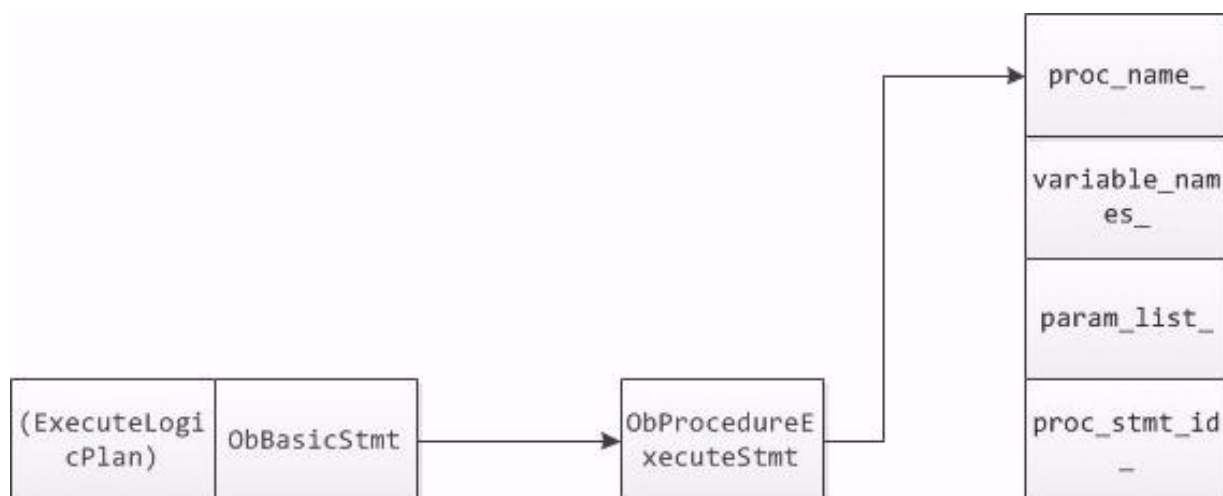 proc_name_
variable_nam
es_
param_list_
(ExecuteLogi
cPlan)
ObBasicStmt
ObProcedureE
xecuteStmt
proc_stmt_id
_